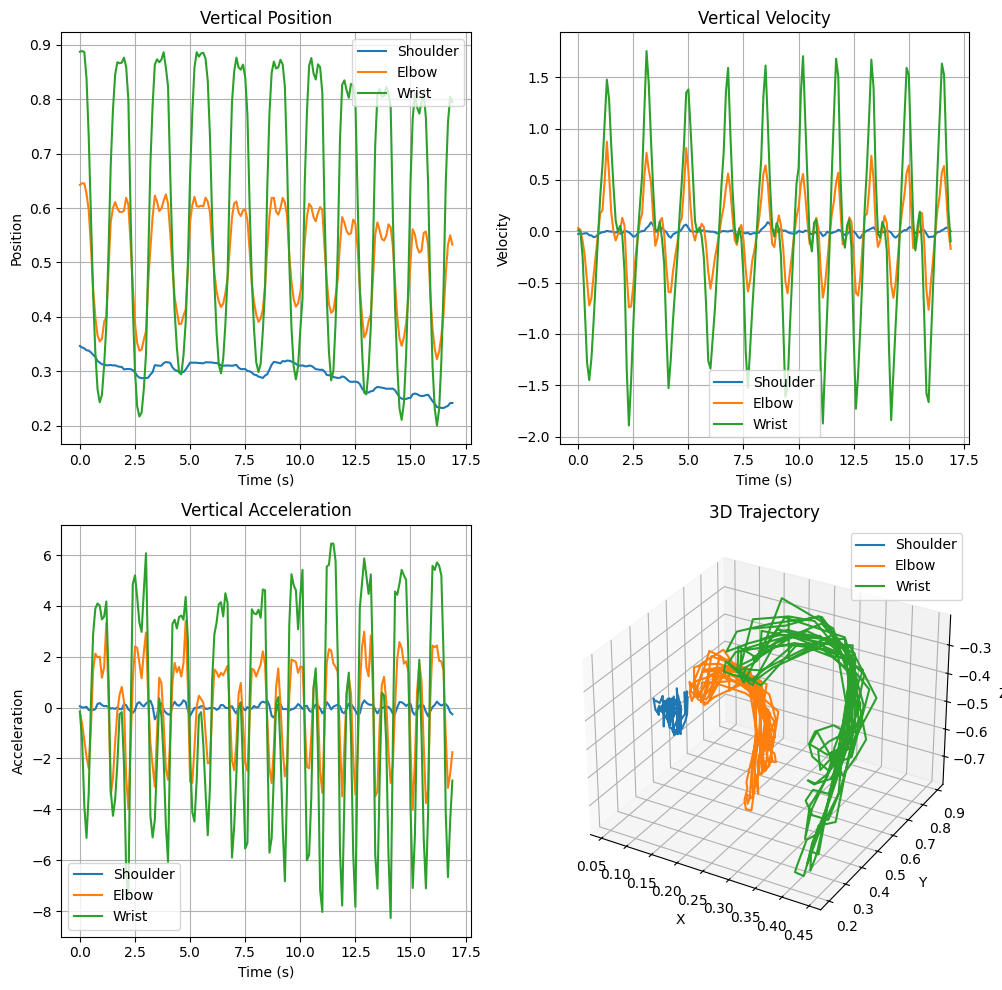 Vertical Position
Position
0.9
0.8
0.7
0.6
0.5
0.4
0.3
0.2
Shoulder
Elbow
Wrist
0.0 2.5 5.0 7.5 10.0 12.5 15.0 17.5
Time (s)
Vertical Velocity
Velocity
1.5
1.0
0.5
0.0
−0.5
−1.0
−1.5
−2.0
Shoulder
Elbow
Wrist
0.0 2.5 5.0 7.5 10.0 12.5 15.0 17.5
Time (s)
Vertical Acceleration
Acceleration
6
4
2
0
−2
−4
−6
−8
Shoulder
Elbow
Wrist
0.0 2.5 5.0 7.5 10.0 12.5 15.0 17.5
Time (s)
3D Trajectory
Shoulder
Elbow
Wrist
−0.3
−0.4
−0.5
−0.6
−0.7
Z
0.9
0.8
0.7
0.6
0.5
0.4
0.3
0.2
Y
0.05 0.10 0.15 0.20 0.25 0.30 0.35 0.40 0.45
X